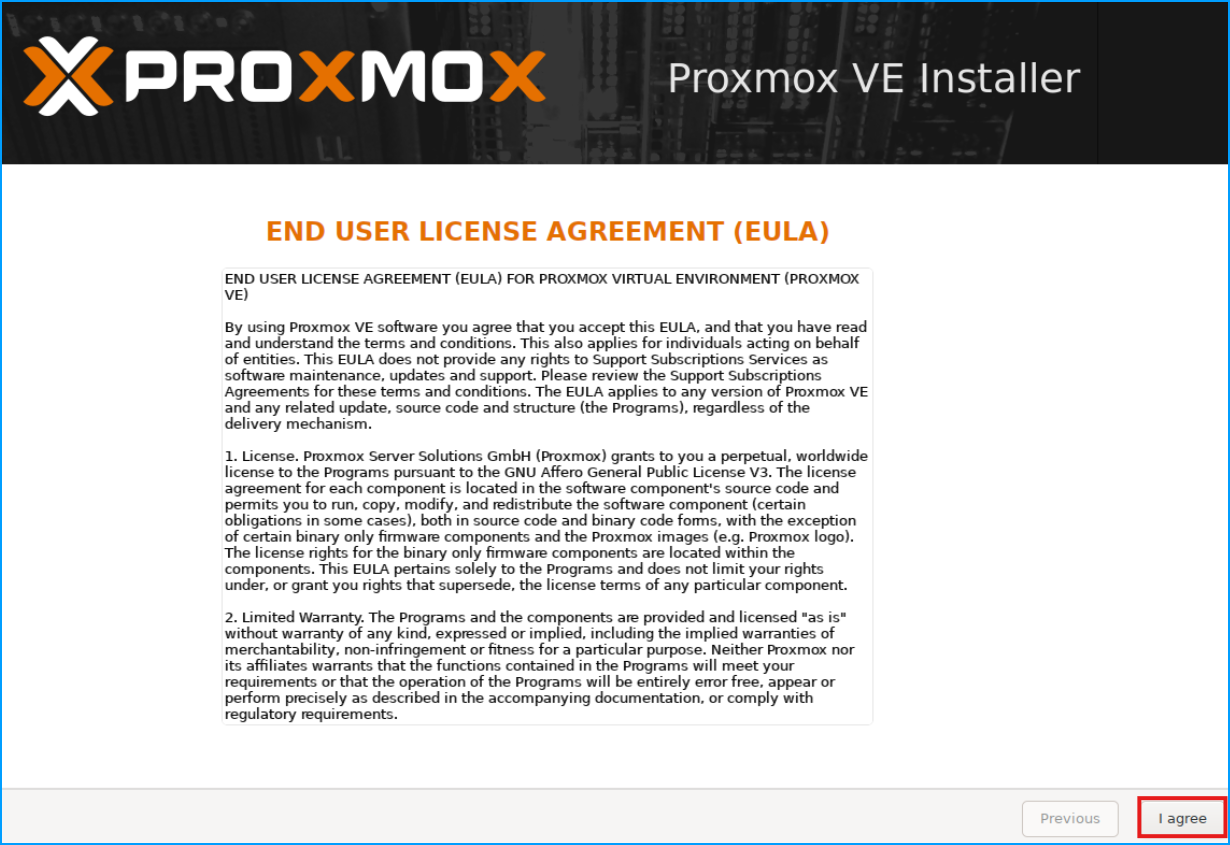 PROXMOX
Proxmox VE Installer
END USER LICENSE AGREEMENT (EULA)
END USER LICENSE AGREEMENT (EULA) FOR PROXMOX VIRTUAL ENVIRONMENT (PROXMOX
VE)
By using Proxmox VE software you agree that you accept this EULA, and that you have read
and understand the terms and conditions. This also applies for individuals acting on behalf
of entities. This EULA does not provide any rights to Support Subscriptions Services as
software maintenance, updates and support. Please review the Support Subscriptions
Agreements for these terms and conditions. The EULA applies to any version of Proxmox VE
and any related update, source code and structure (the Programs), regardless of the
delivery mechanism.
1. License. Proxmox Server Solutions GmbH (Proxmox) grants to you a perpetual, worldwide
license to the Programs pursuant to the GNU Affero General Public License V3. The license
agreement for each component is located in the software component's source code and
permits you to run, copy, modify, and redistribute the software component (certain
obligations in some cases), both in source code and binary code forms, with the exception
of certain binary only firmware components and the Proxmox images (e.g. Proxmox logo).
The license rights for the binary only firmware components are located within the
components. This EULA pertains solely to the Programs and does not limit your rights
under, or grant you rights that supersede, the license terms of any particular component.
2. Limited Warranty. The Programs and the components are provided and licensed "as is"
without warranty of any kind, expressed or implied, including the implied warranties of
merchantability, non-infringement or fitness for a particular purpose. Neither Proxmox nor
its affiliates warrants that the functions contained in the Programs will meet your
requirements or that the operation of the Programs will be entirely error free, appear or
perform precisely as described in the accompanying documentation, or comply with
regulatory requirements.
Previous
I agree